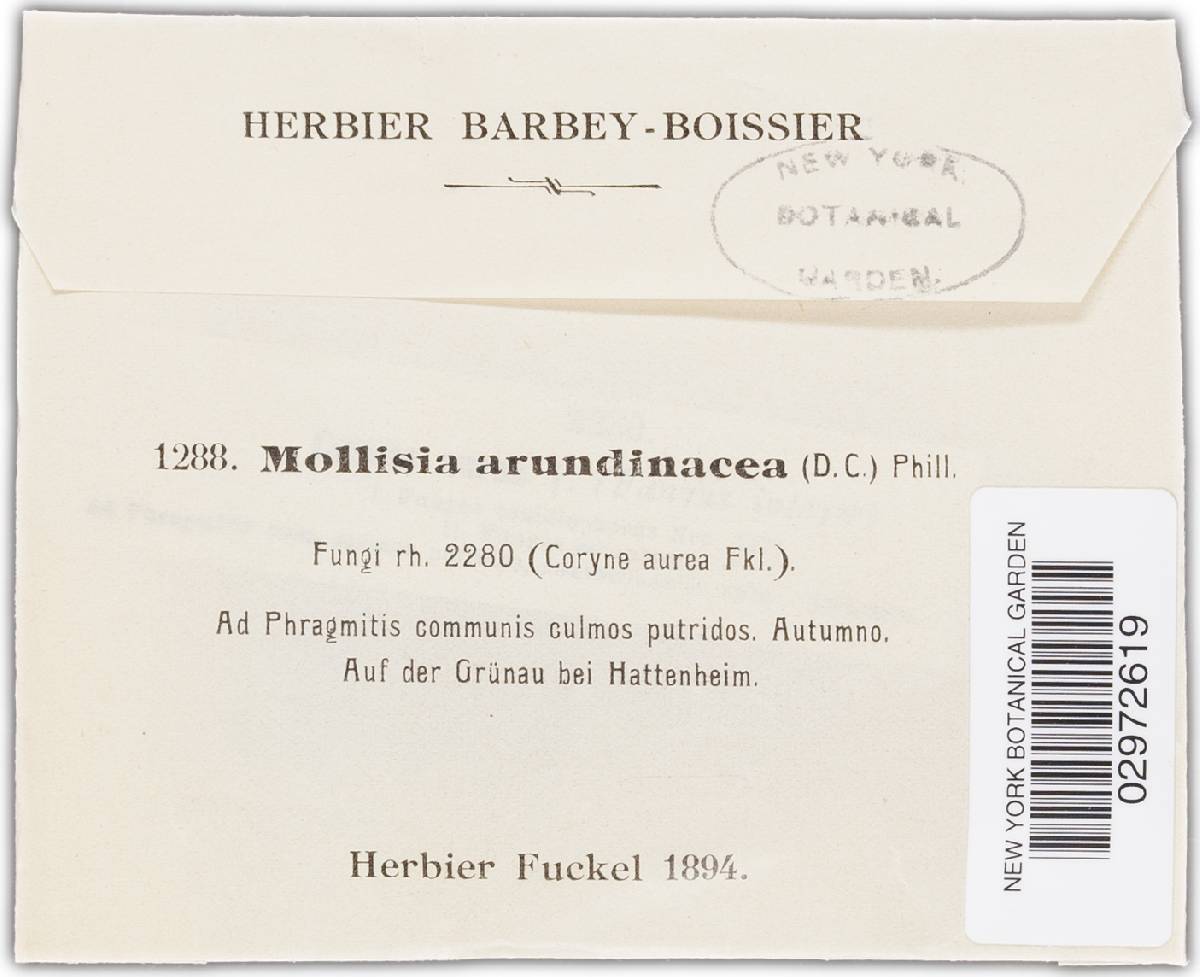 HERBIER BARBEY-BOISSIER
NEW YORK
BOTANICAL
GARDEN.
1288. Mollisia arundinacea (D.C.) Phill.
Fungi rh. 2280 (Coryne aurea Fkl.).
Ad Phragmitis communis culmos putridos. Autumno.
Auf der Grünau bei Hattenheim.
Herbier Fuckel 1894.
NEW YORK BOTANICAL GARDEN
02972619